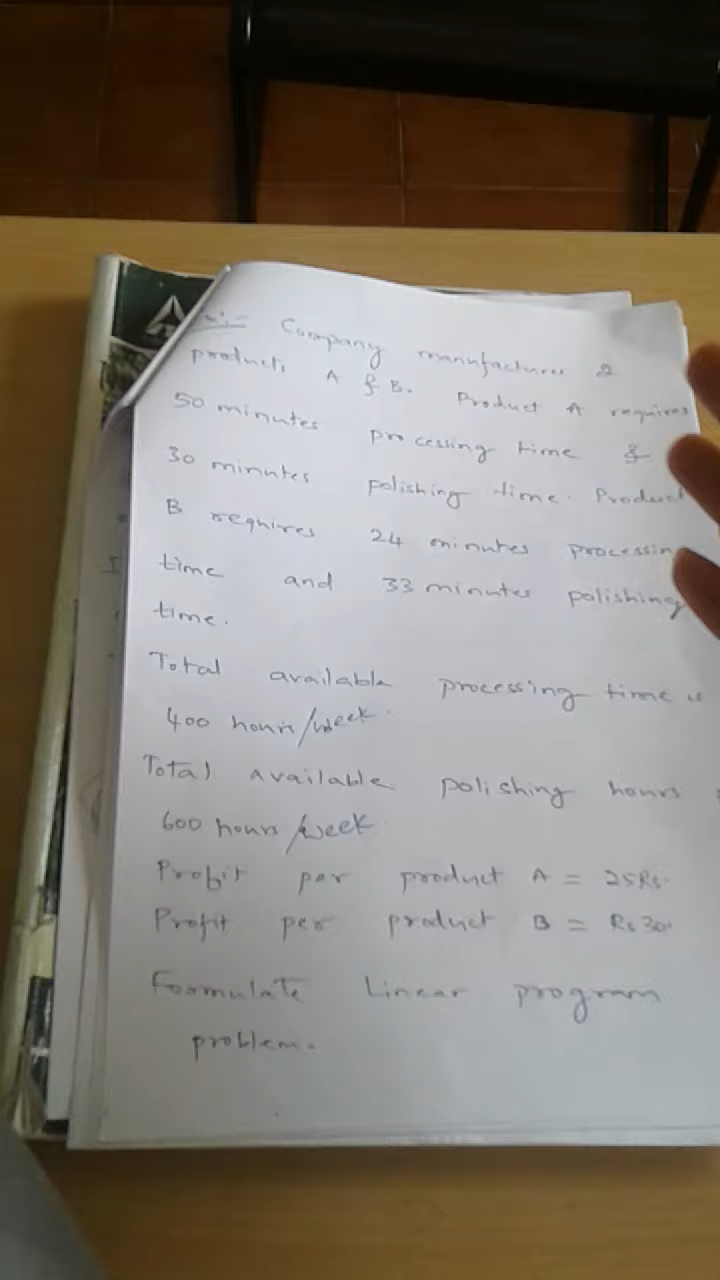 Company manufactures 2
products A & B. Product A requires
50 minutes processing time &
30 minutes polishing time. Product
B requires 24 minutes processin
time and 33 minutes polishing
time.
Total available processing time is
400 hours/week.
Total available polishing hours
600 hours/week
Profit per product A = 25Rs.
Profit per product B = Rs 30.
Formulate Linear program
problem.